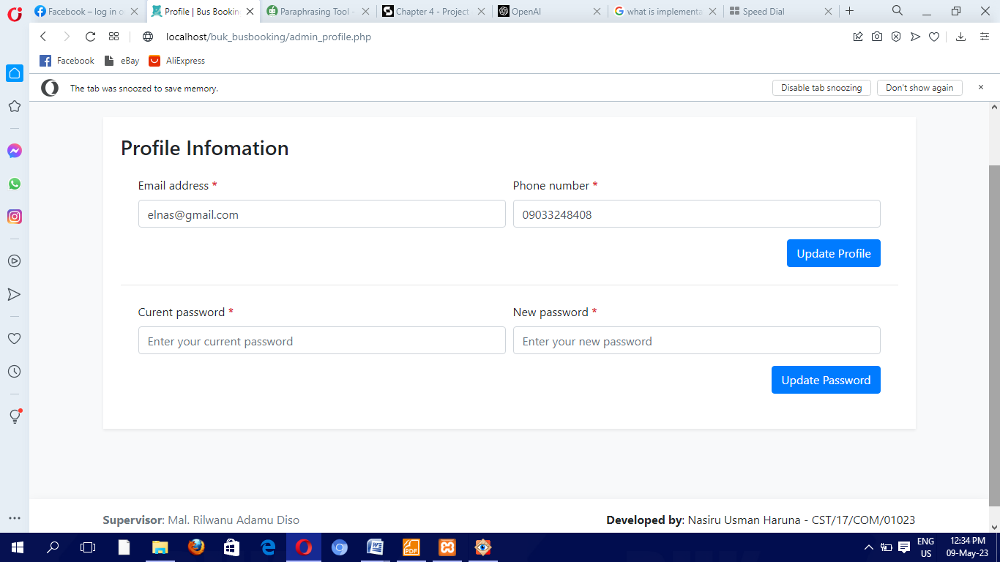 Facebook – log in o
Profile | Bus Bookin
Paraphrasing Tool -
Chapter 4 - Project
OpenAI
what is implementa
Speed Dial
localhost/buk_busbooking/admin_profile.php
Facebook
eBay
AliExpress
The tab was snoozed to save memory.
Disable tab snoozing
Don't show again
Profile Infomation
Email address *
Phone number *
elnas@gmail.com
09033248408
Update Profile
Curent password *
New password *
Enter your current password
Enter your new password
Update Password
Supervisor: Mal. Rilwanu Adamu Diso
Developed by: Nasiru Usman Haruna - CST/17/COM/01023
ENG
US
12:34 PM
09-May-23